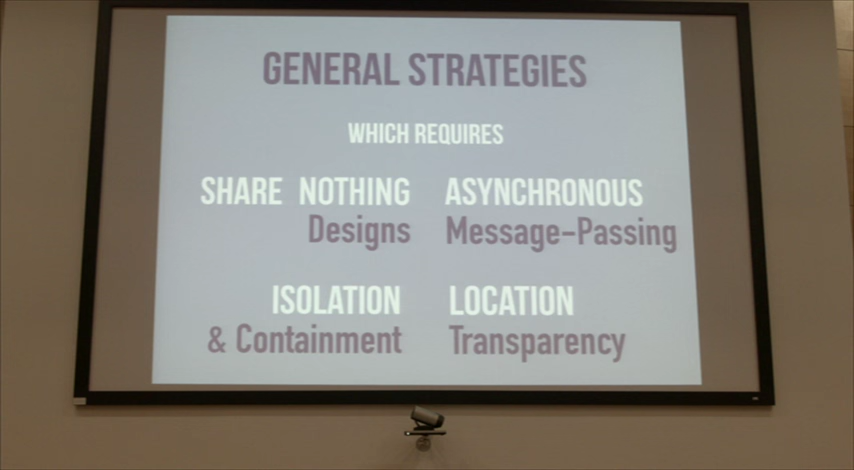 GENERAL STRATEGIES
WHICH REQUIRES
SHARE NOTHING
Designs
ASYNCHRONOUS
Message-Passing
ISOLATION
& Containment
LOCATION
Transparency